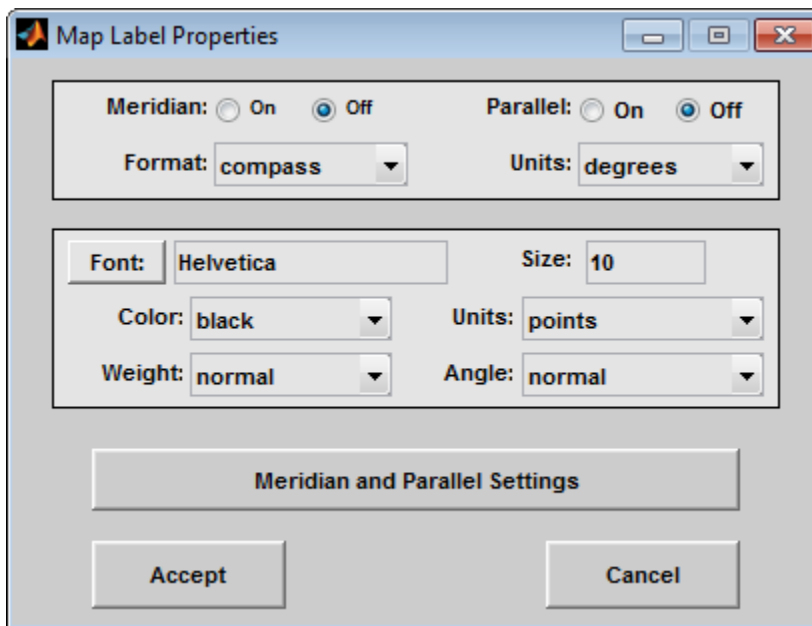 Map Label Properties
Meridian: On Off Parallel: On Off
Format: compass Units: degrees
Font: Helvetica Size: 10
Color: black Units: points
Weight: normal Angle: normal
Meridian and Parallel Settings
Accept Cancel